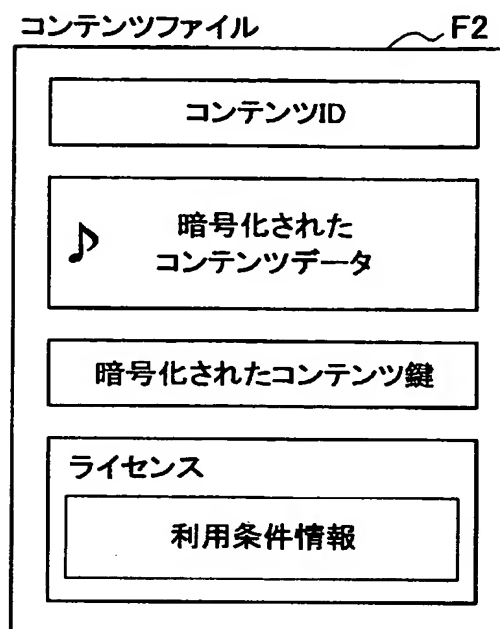 コンテンツファイル F2
コンテンツID
暗号化された
コンテンツデータ
暗号化されたコンテンツ鍵
ライセンス
利用条件情報